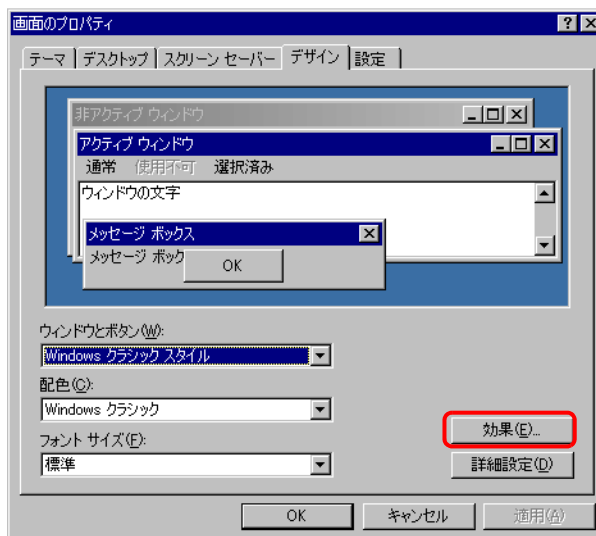 画面のプロパティ
テーマ デスクトップ スクリーン セーバー デザイン 設定
非アクティブ ウィンドウ
アクティブ ウィンドウ
通常 使用不可 選択済み
ウィンドウの文字
メッセージ ボックス
メッセージ ボック
OK
ウィンドウとボタン(W):
Windows クラシック スタイル
配色(C):
Windows クラシック
効果(E)...
フォント サイズ(F):
標準
詳細設定(D)
OK キャンセル 適用(A)